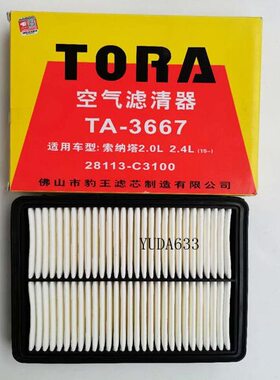 TORA
空气滤清器
TA-3667
适用车型:索纳塔2.0L 2.4L (15-)
28113-C3100
佛山市豹王滤芯制造有限公司
YUDA633